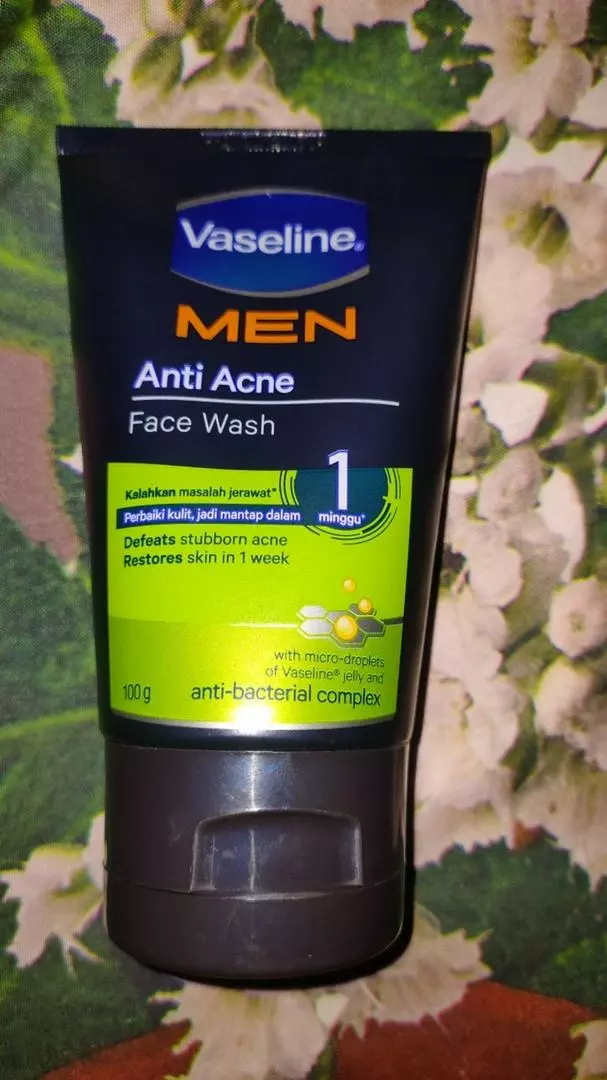 Vaseline®
MEN
Anti Acne
Face Wash
Kalahkan masalah jerawat*
Perbaiki kulit, jadi mantap dalam
1
minggu⁺
Defeats stubborn acne
Restores skin in 1 week
with micro-droplets
of Vaseline® jelly and
anti-bacterial complex
100 g